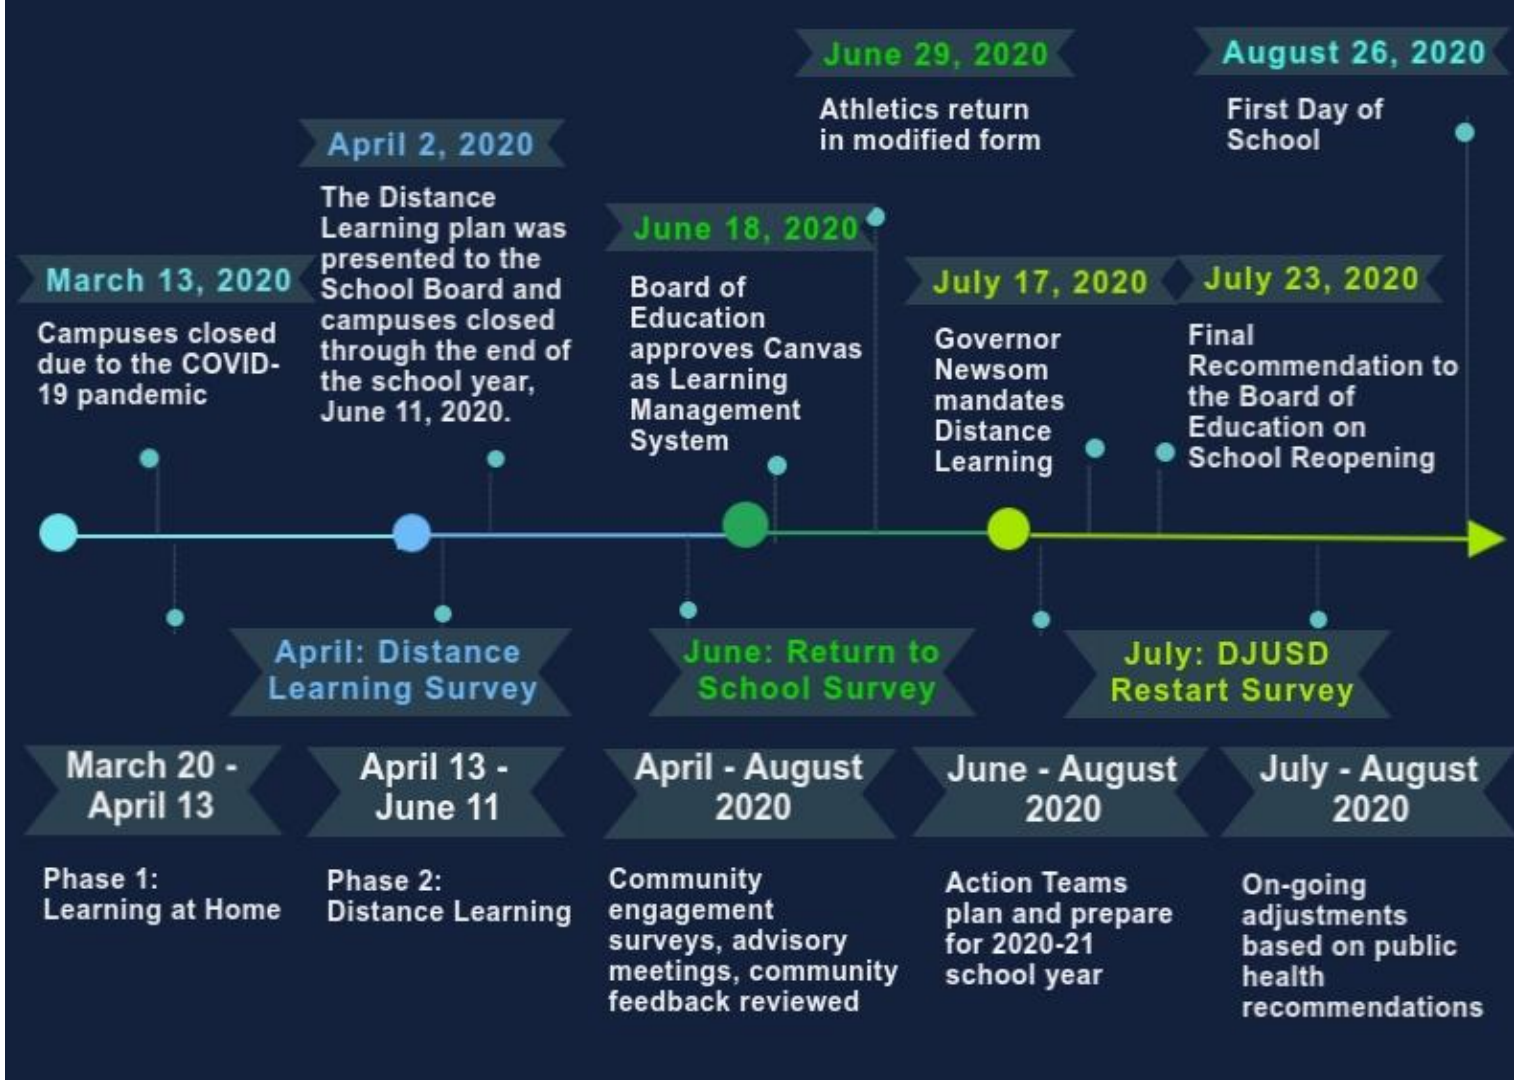 March 13, 2020
Campuses closed
due to the COVID-
19 pandemic
April 2, 2020
The Distance
Learning plan was
presented to the
School Board and
campuses closed
through the end of
the school year,
June 11, 2020.
June 18, 2020
Board of
Education
approves Canvas
as Learning
Management
System
June 29, 2020
Athletics return
in modified form
July 17, 2020
Governor
Newsom
mandates
Distance
Learning
July 23, 2020
Final
Recommendation to
the Board of
Education on
School Reopening
August 26, 2020
First Day of
School
April: Distance
Learning Survey
June: Return to
School Survey
July: DJUSD
Restart Survey
March 20 -
April 13
Phase 1:
Learning at Home
April 13 -
June 11
Phase 2:
Distance Learning
April - August
2020
Community
engagement
surveys, advisory
meetings, community
feedback reviewed
June - August
2020
Action Teams
plan and prepare
for 2020-21
school year
July - August
2020
On-going
adjustments
based on public
health
recommendations